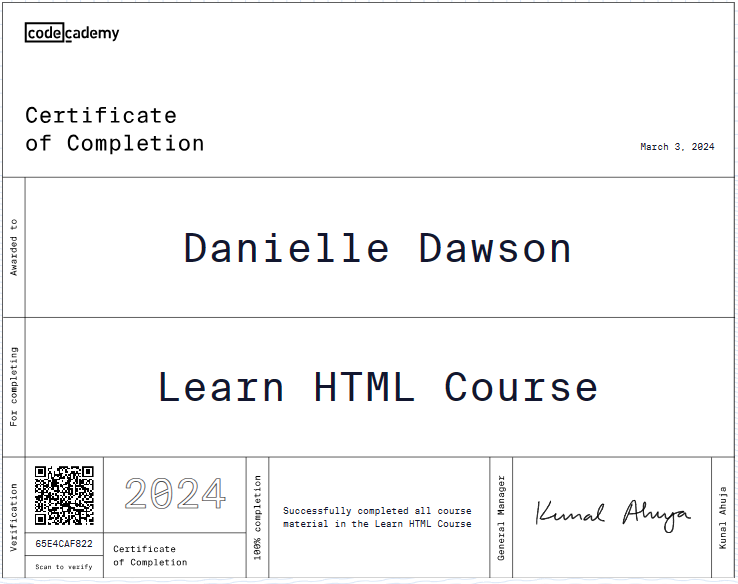 codecademy
Certificate
of Completion
March 3, 2024
Awarded to
Danielle Dawson
For completing
Learn HTML Course
Verification
65E4CAF822
Scan to verify
2024
Certificate
of Completion
100% completion
Successfully completed all course
material in the Learn HTML Course
General Manager
Kunal Ahuja
Kunal Ahuja